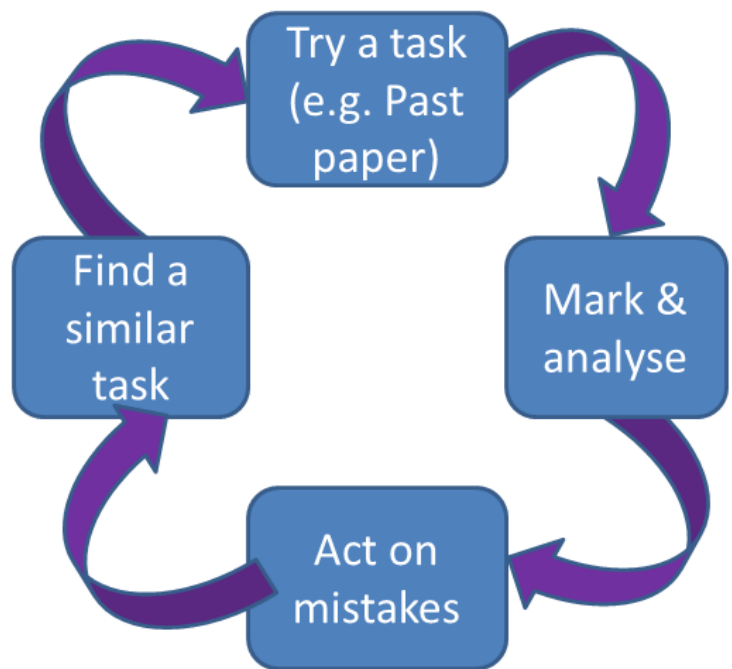 Try a task
(e.g. Past
paper)
Mark &
analyse
Act on
mistakes
Find a
similar
task